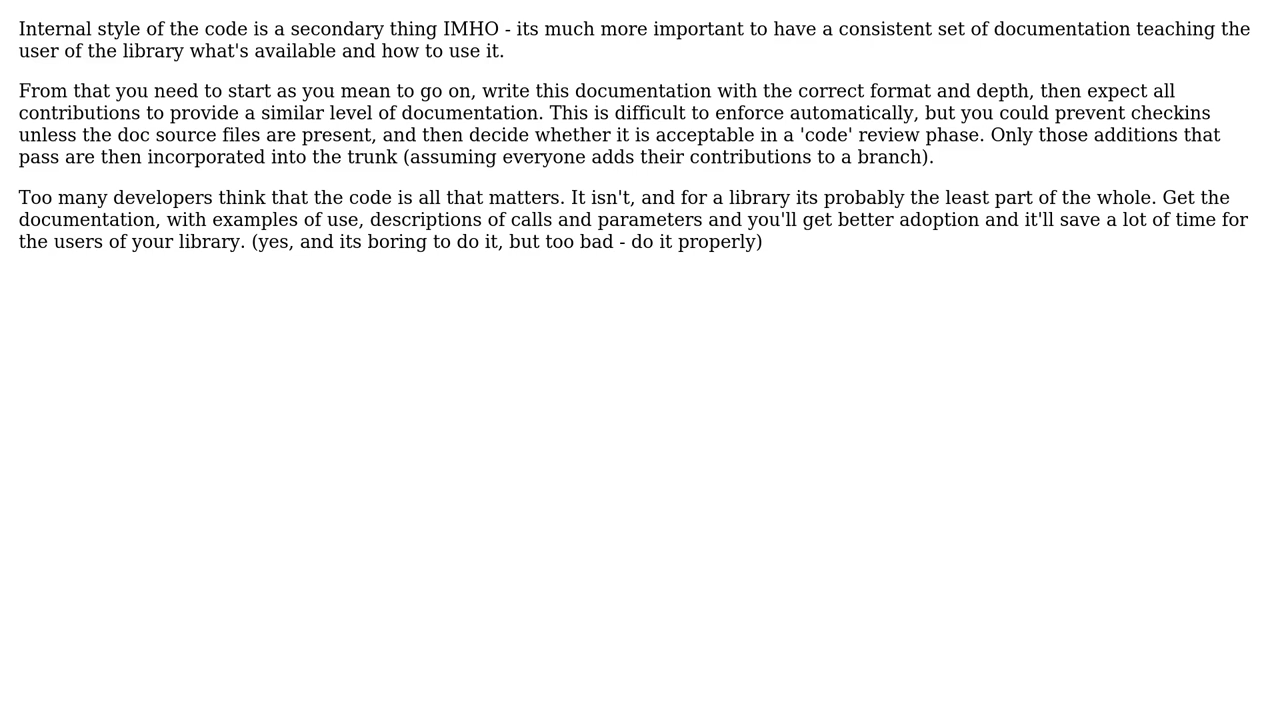 Internal style of the code is a secondary thing IMHO - its much more important to have a consistent set of documentation teaching the
user of the library what's available and how to use it.
From that you need to start as you mean to go on, write this documentation with the correct format and depth, then expect all
contributions to provide a similar level of documentation. This is difficult to enforce automatically, but you could prevent checkins
unless the doc source files are present, and then decide whether it is acceptable in a 'code' review phase. Only those additions that
pass are then incorporated into the trunk (assuming everyone adds their contributions to a branch).
Too many developers think that the code is all that matters. It isn't, and for a library its probably the least part of the whole. Get the
documentation, with examples of use, descriptions of calls and parameters and you'll get better adoption and it'll save a lot of time for
the users of your library. (yes, and its boring to do it, but too bad - do it properly)